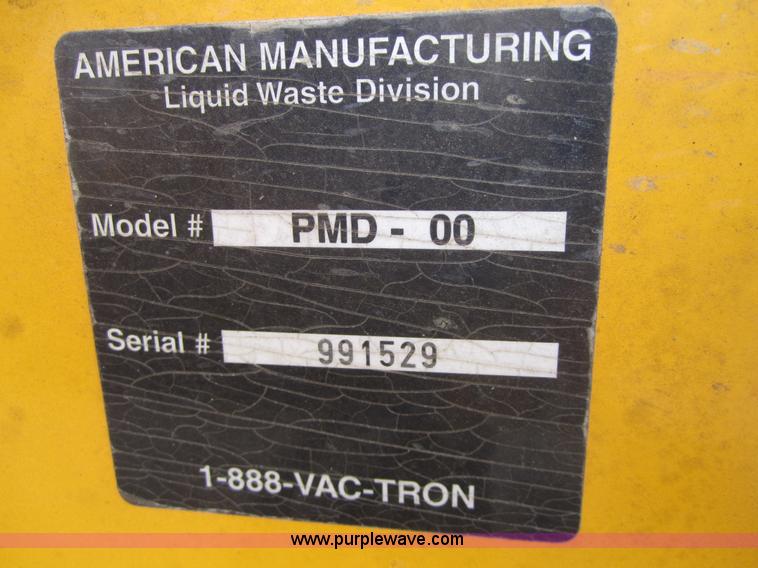 AMERICAN MANUFACTURING
Liquid Waste Division
Model # PMD - 00
Serial # 991529
1-888-VAC-TRON
www.purplewave.com